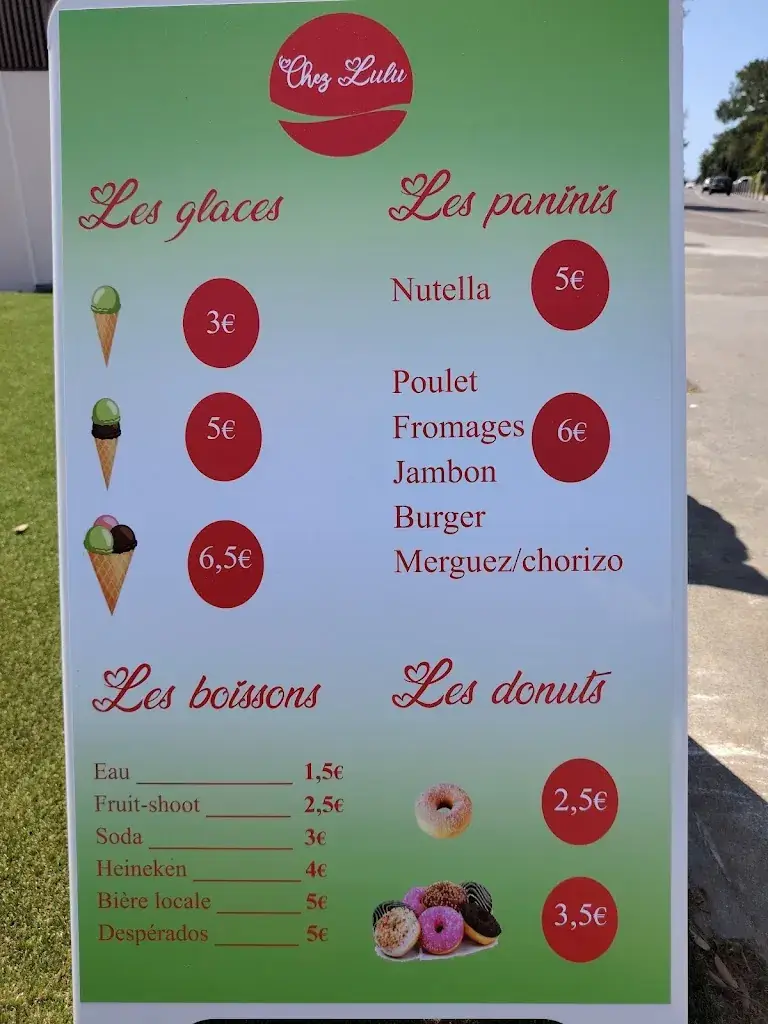 Chez Lulu
Les glaces
3€
5€
6,5€
Les paninis
Nutella 5€
Poulet
Fromages 6€
Jambon
Burger
Merguez/chorizo
Les boissons
Eau 1,5€
Fruit-shoot 2,5€
Soda 3€
Heineken 4€
Bière locale 5€
Despérados 5€
Les donuts
2,5€
3,5€